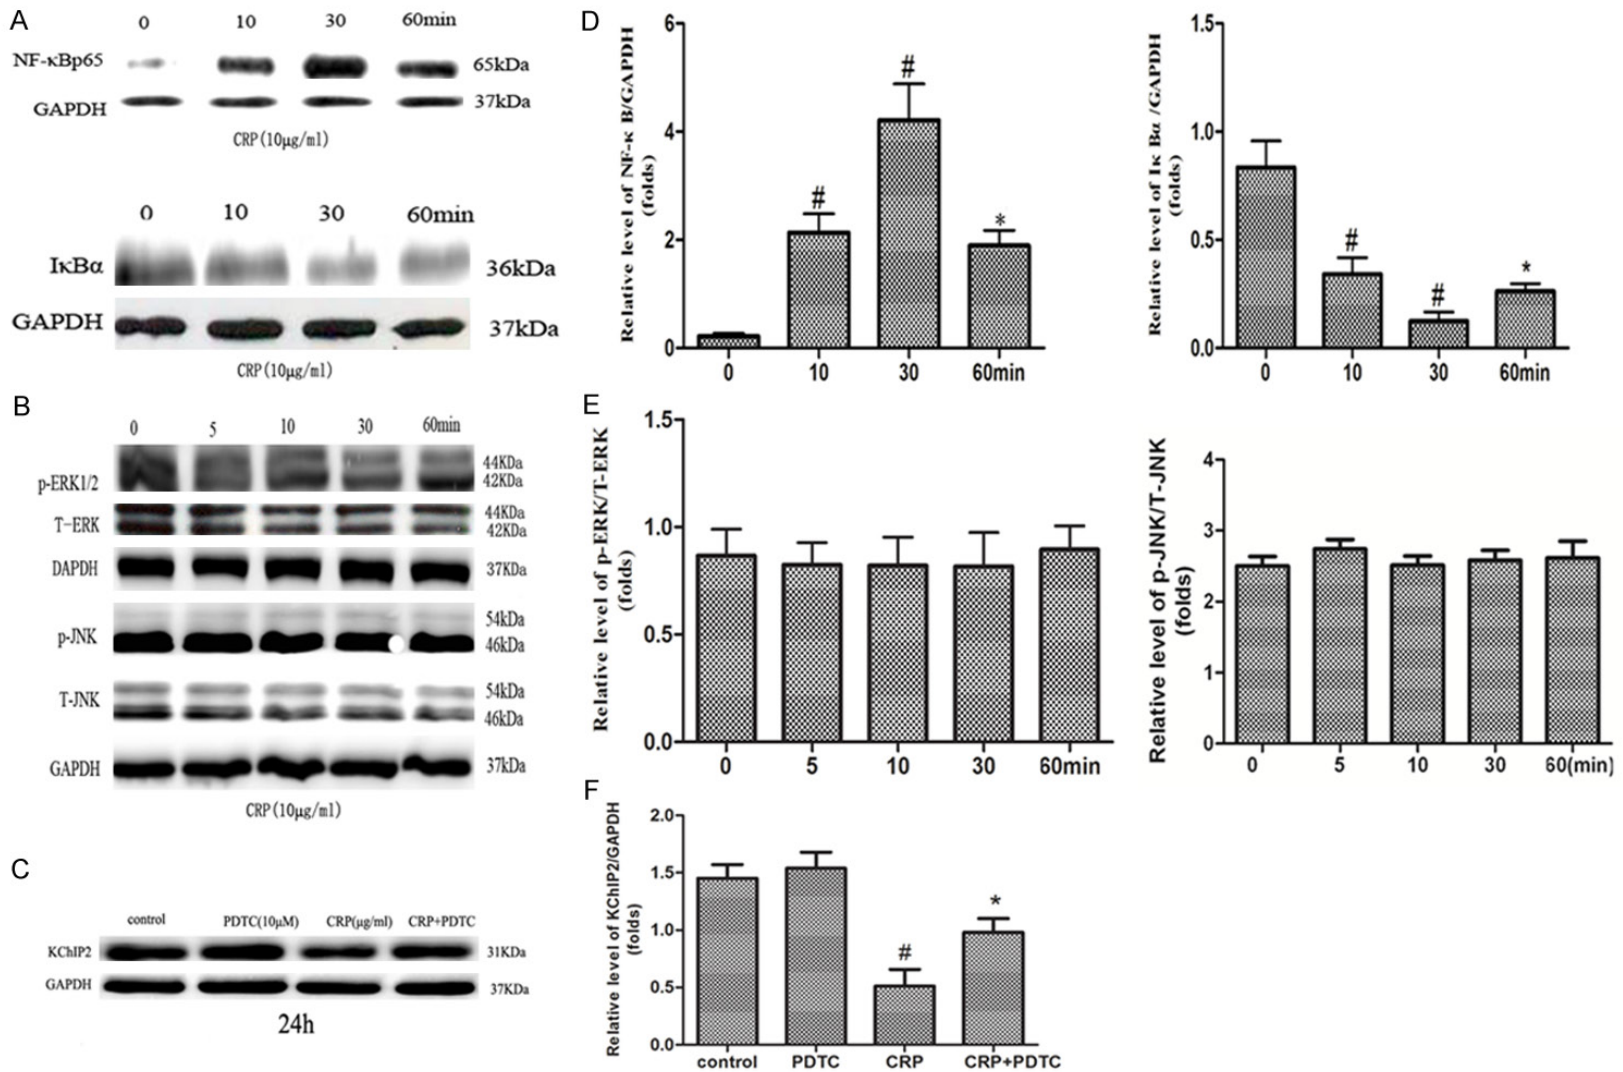 A
0 10 30 60min
NF-κBp65 65kDa
GAPDH 37kDa
CRP(10μg/ml)
0 10 30 60min
IκBα 36kDa
GAPDH 37kDa
CRP(10μg/ml)
B
0 5 10 30 60min
44KDa
p-ERK1/2 42KDa
44KDa
T-ERK
42KDa
DAPDH 37KDa
54kDa
p-JNK 46kDa
54kDa
T-JNK
46kDa
GAPDH 37kDa
CRP(10μg/ml)
C
control PDTC(10μM) CRP(μg/ml) CRP+PDTC
KChIP2 31KDa
GAPDH 37KDa
24h
D
Relative level of NF-κ B/GAPDH
(folds)
6
4
2
0
# # *
0 10 30 60min
Relative level of Iκ Bα /GAPDH
(folds)
1.5
1.0
0.5
0.0
# # *
0 10 30 60min
E
Relative level of p-ERK/T-ERK
(folds)
1.5
1.0
0.5
0.0
0 5 10 30 60min
Relative level of p-JNK/T-JNK
(folds)
4
3
2
1
0
0 5 10 30 60(min)
F
Relative level of KChIP2/GAPDH
(folds)
2.0
1.5
1.0
0.5
0.0
# *
control PDTC CRP CRP+PDTC